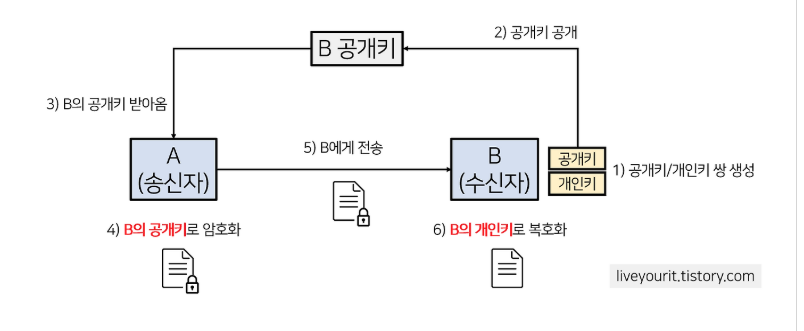 2) 공개키 공개
B 공개키
3) B의 공개키 받아옴
A
(송신자)
5) B에게 전송
B
(수신자)
공개키
개인키
1) 공개키/개인키 쌍 생성
4) B의 공개키로 암호화
6) B의 개인키로 복호화
liveyourit.tistory.com